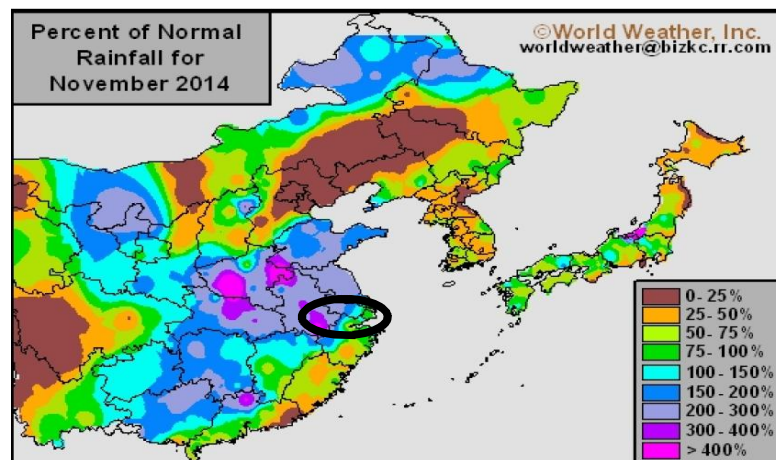 Percent of Normal
Rainfall for
November 2014
©World Weather, Inc.
worldweather@bizkc.rr.com
0- 25%
25- 50%
50- 75%
75- 100%
100- 150%
150- 200%
200- 300%
300- 400%
> 400%